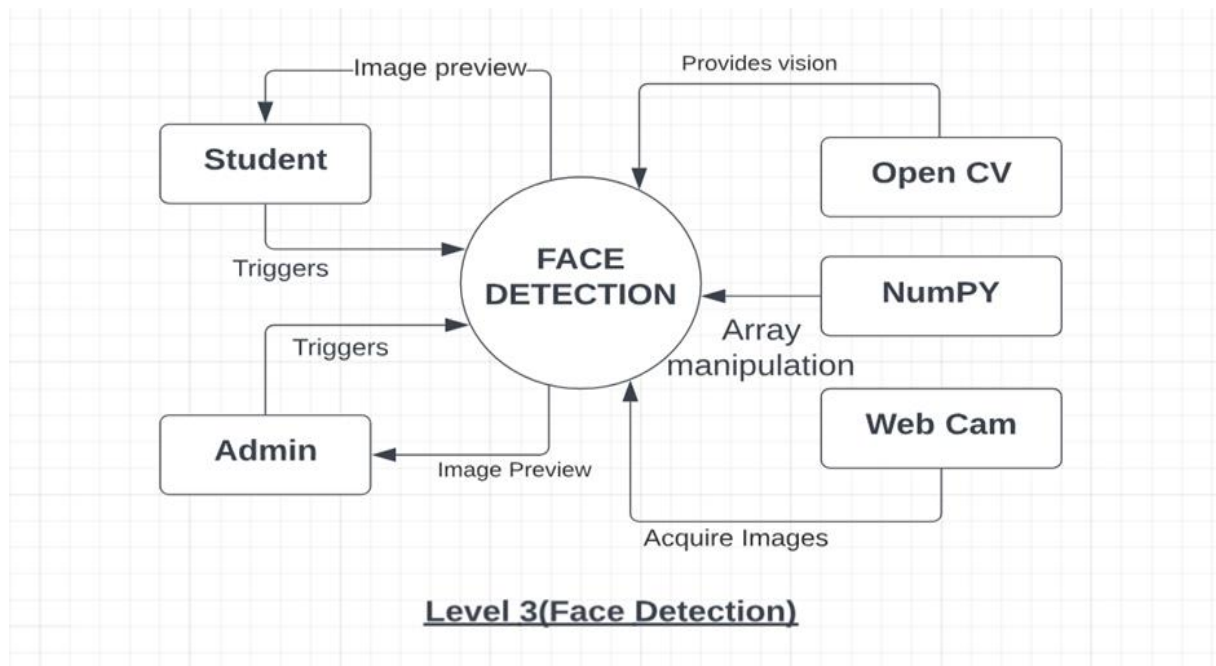 Image preview
Provides vision
Student
Open CV
FACE
DETECTION
Triggers
NumPY
Array
manipulation
Triggers
Web Cam
Admin
Image Preview
Acquire Images
Level 3(Face Detection)